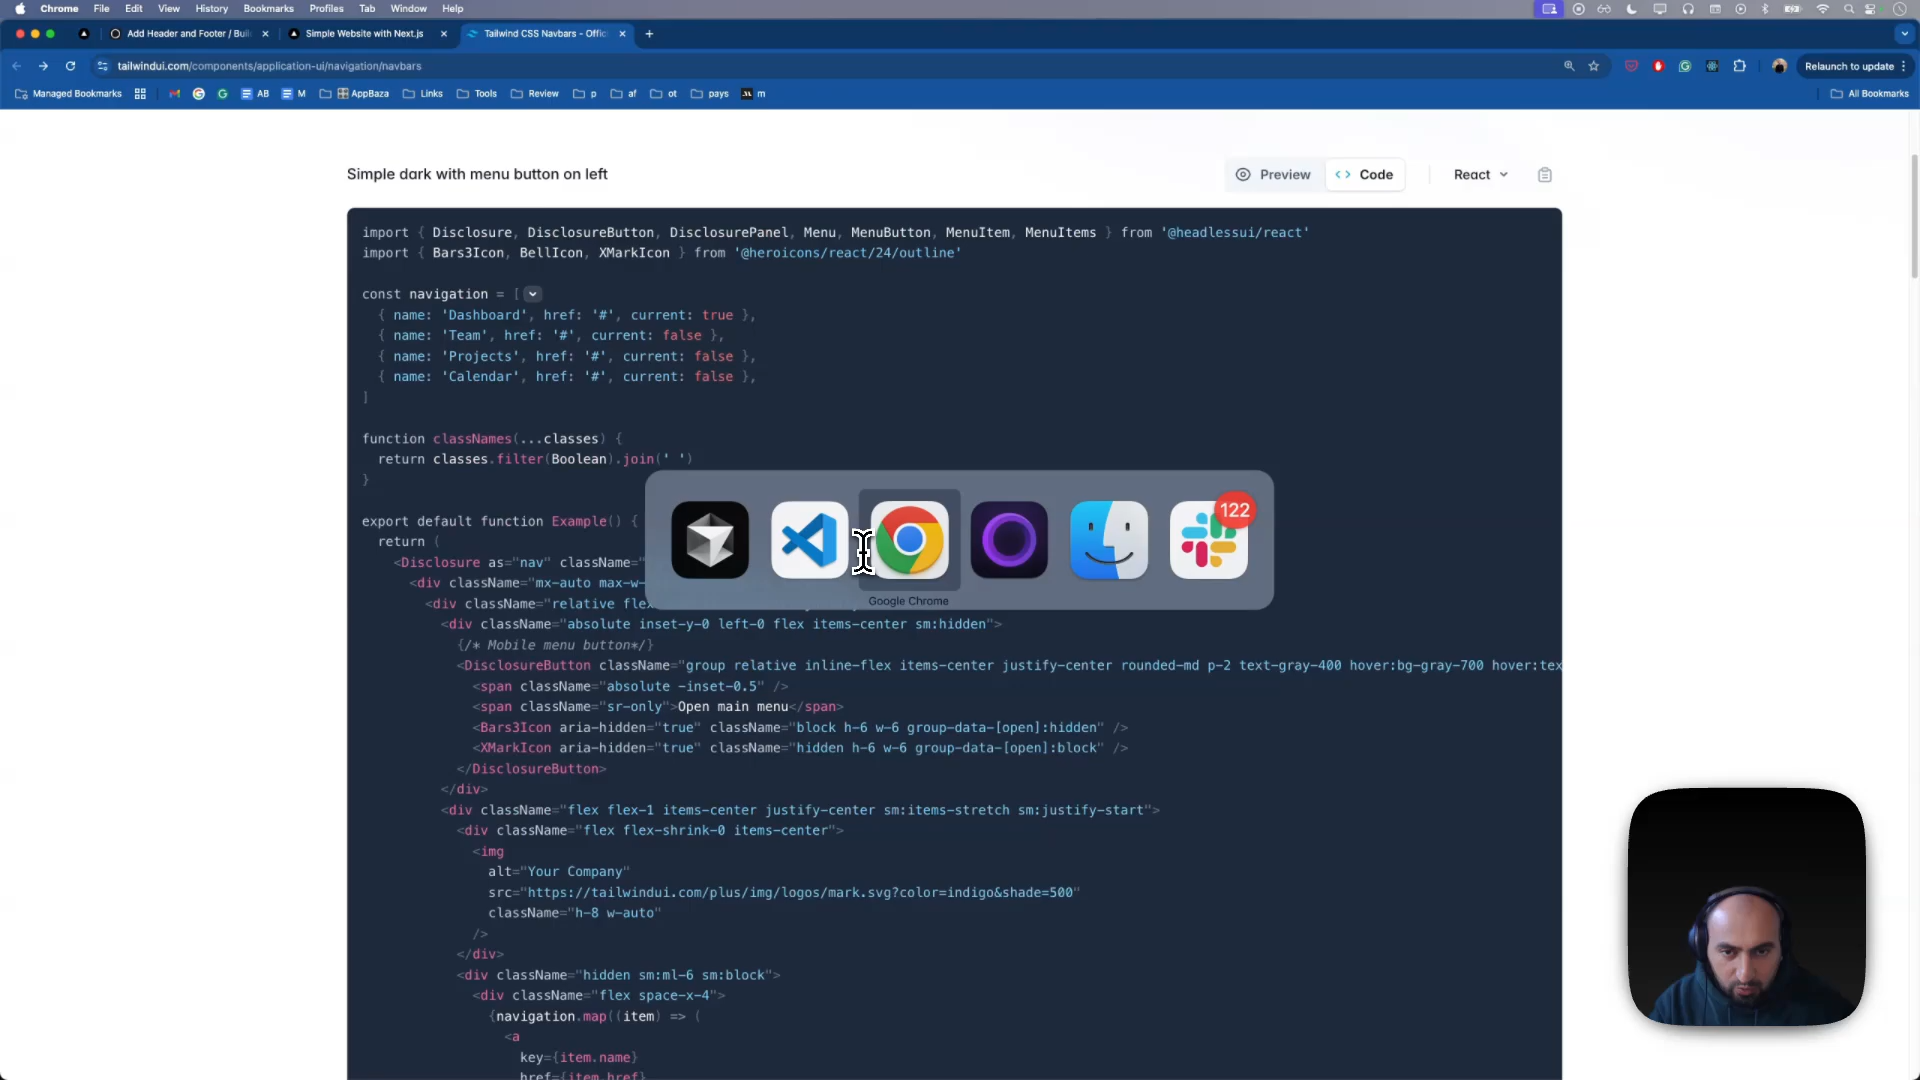 Chrome File Edit View History Bookmarks Profiles Tab Window Help
Add Header and Footer / Buil
Simple Website with Next.js
Tailwind CSS Navbars - Offic
tailwindui.com/components/application-ui/navigation/navbars
Relaunch to update
Managed Bookmarks AB M AppBaza Links Tools Review p af ot pays m All Bookmarks
Simple dark with menu button on left
Preview
<> Code
React
import { Disclosure, DisclosureButton, DisclosurePanel, Menu, MenuButton, MenuItem, MenuItems } from '@headlessui/react'
import { Bars3Icon, BellIcon, XMarkIcon } from '@heroicons/react/24/outline'
const navigation = [
{ name: 'Dashboard', href: '#', current: true },
{ name: 'Team', href: '#', current: false },
{ name: 'Projects', href: '#', current: false },
{ name: 'Calendar', href: '#', current: false },
]
function classNames(...classes) {
return classes.filter(Boolean).join(' ')
}
export default function Example() {
return (
<Disclosure as="nav" className="
<div className="mx-auto max-w-
<div className="relative flex
122
Google Chrome
<div className="absolute inset-y-0 left-0 flex items-center sm:hidden">
{/* Mobile menu button*/}
<DisclosureButton className="group relative inline-flex items-center justify-center rounded-md p-2 text-gray-400 hover:bg-gray-700 hover:tex
<span className="absolute -inset-0.5" />
<span className="sr-only">Open main menu</span>
<Bars3Icon aria-hidden="true" className="block h-6 w-6 group-data-[open]:hidden" />
<XMarkIcon aria-hidden="true" className="hidden h-6 w-6 group-data-[open]:block" />
</DisclosureButton>
</div>
<div className="flex flex-1 items-center justify-center sm:items-stretch sm:justify-start">
<div className="flex flex-shrink-0 items-center">
<img
alt="Your Company"
src="https://tailwindui.com/plus/img/logos/mark.svg?color=indigo&shade=500"
className="h-8 w-auto"
/>
</div>
<div className="hidden sm:ml-6 sm:block">
<div className="flex space-x-4">
{navigation.map((item) => (
<a
key={item.name}
href={item.href}